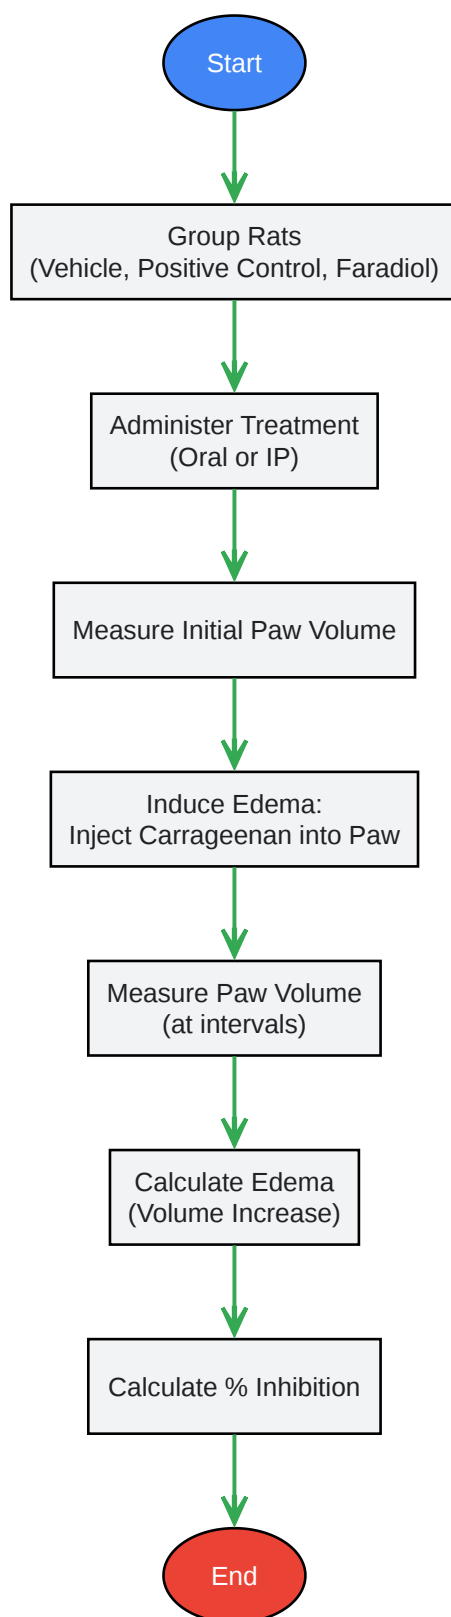 Start
Group Rats
(Vehicle, Positive Control, Faradiol)
Administer Treatment
(Oral or IP)
Measure Initial Paw Volume
Induce Edema:
Inject Carrageenan into Paw
Measure Paw Volume
(at intervals)
Calculate Edema
(Volume Increase)
Calculate % Inhibition
End